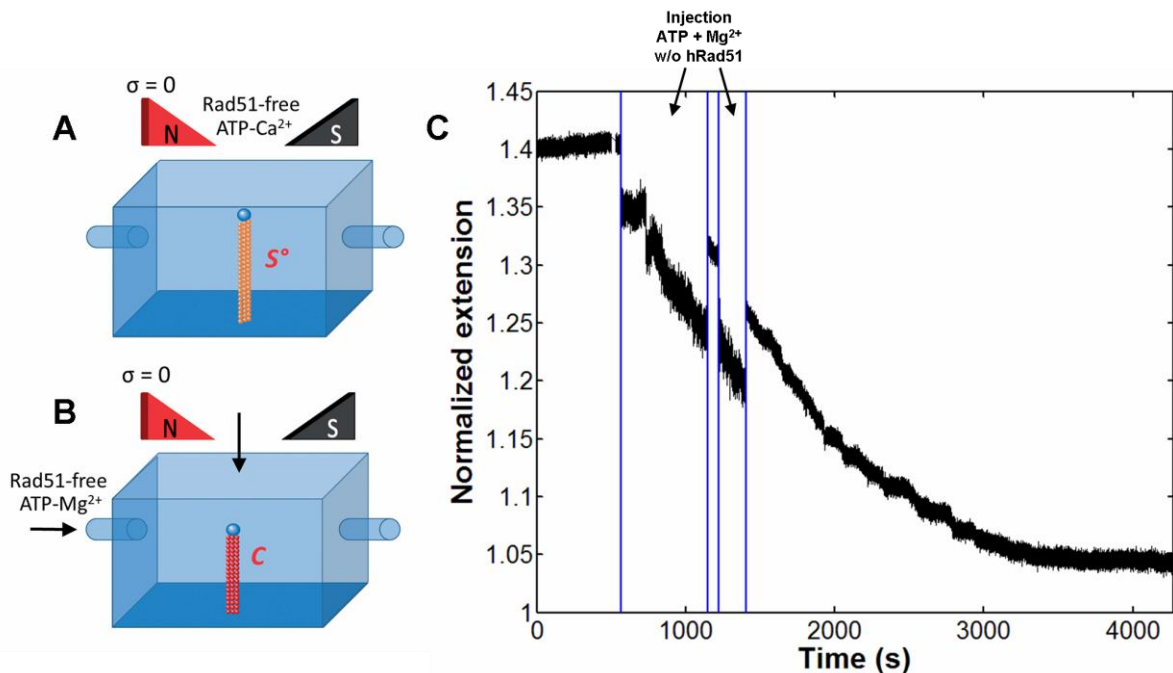 Injection
ATP + Mg²⁺
w/o hRad51
A
σ = 0
N
Rad51-free
ATP-Ca²⁺
S
S°
B
σ = 0
N
S
Rad51-free
ATP-Mg²⁺
C
C
Normalized extension
1.45
1.4
1.35
1.3
1.25
1.2
1.15
1.1
1.05
1
0 1000 2000 3000 4000
Time (s)